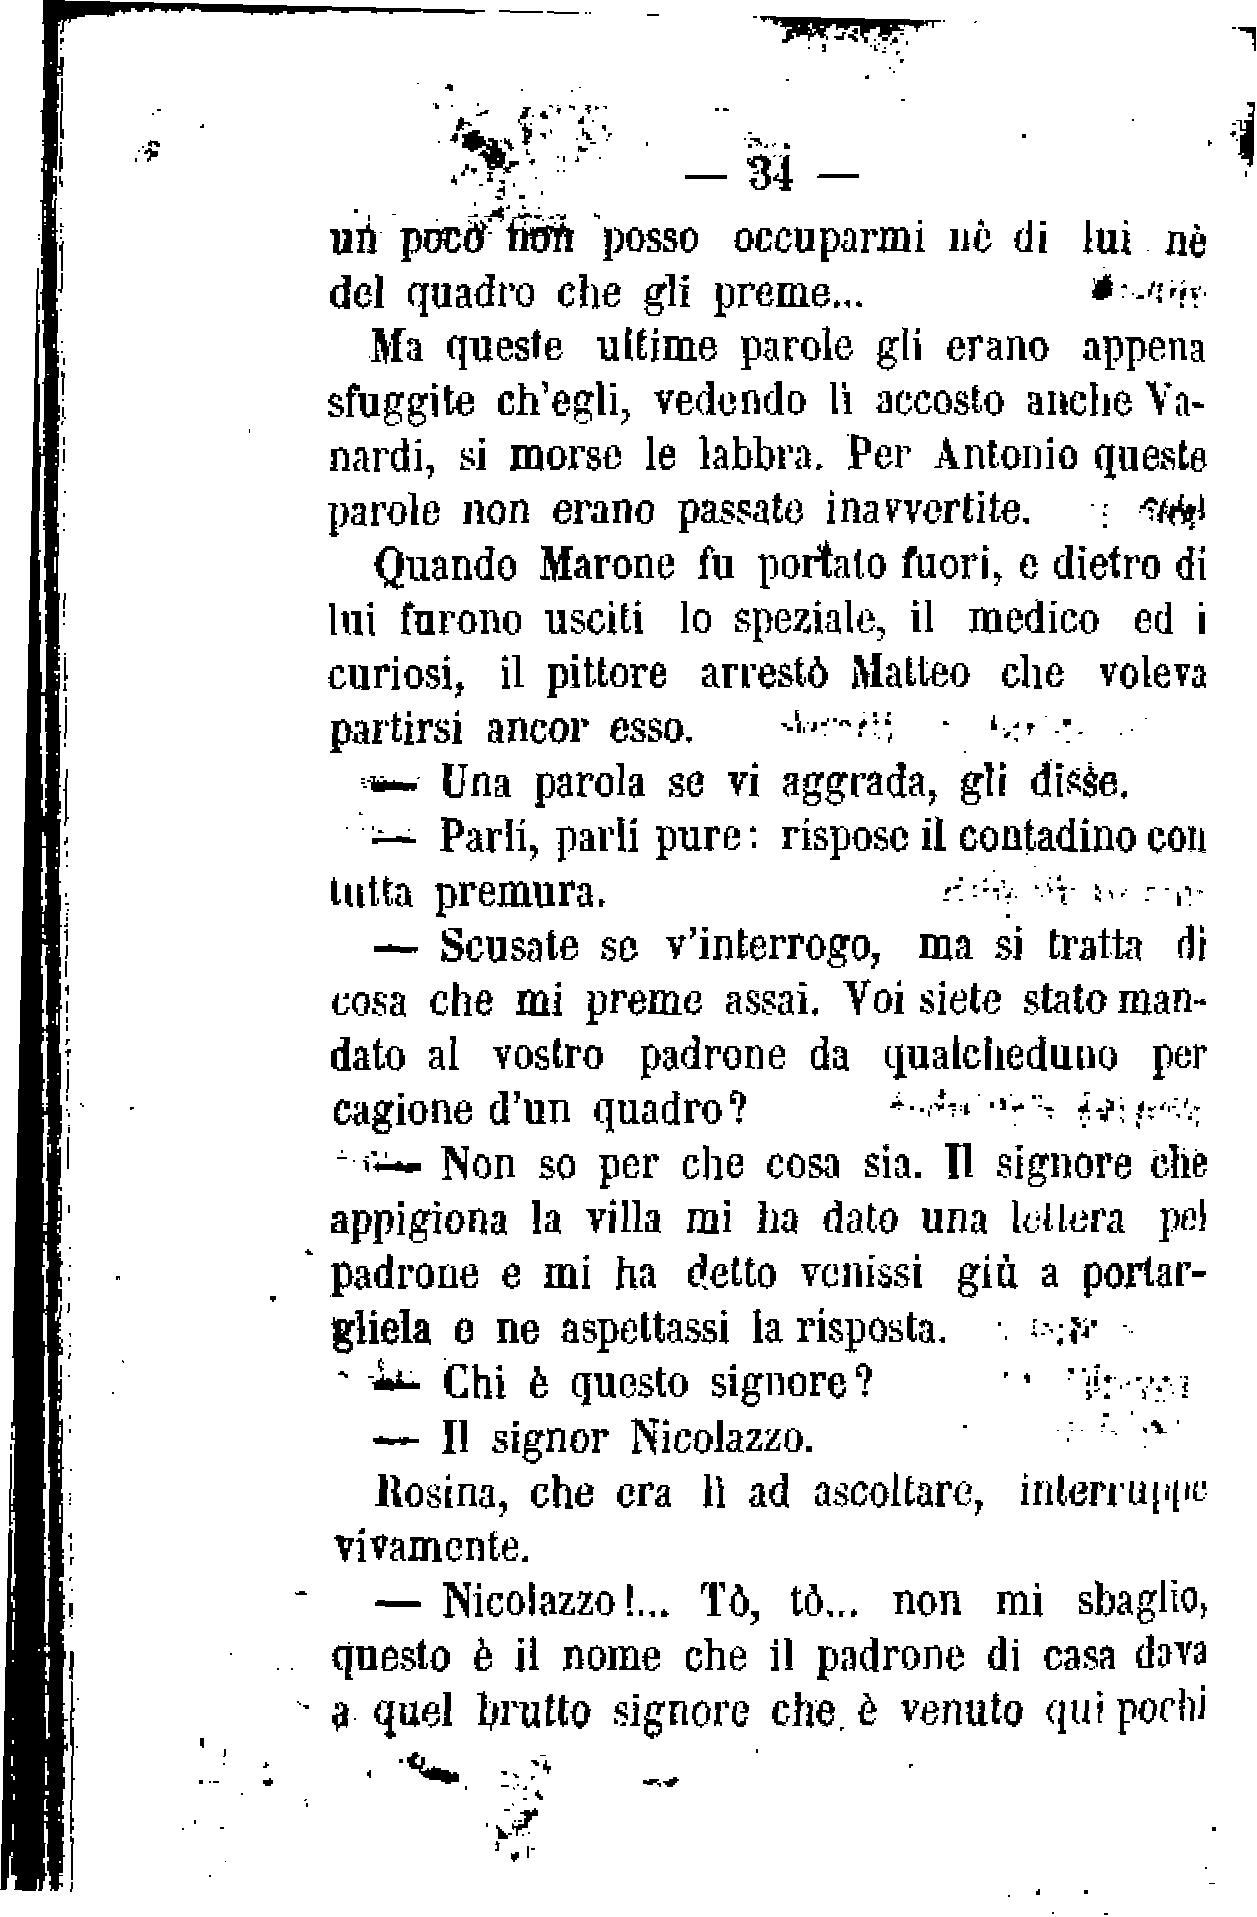 — 34 —
un poco non posso occuparmi nè di lui nè
del quadro che gli preme...
Ma queste ultime parole gli erano appena
sfuggite ch'egli, vedendo lì accosto anche Va-
nardi, si morse le labbra. Per Antonio queste
parole non erano passate inavvertite.
Quando Marone fu portato fuori, e dietro di
lui furono usciti lo speziale, il medico ed i
curiosi, il pittore arrestò Matteo che voleva
partirsi ancor esso.
— Una parola se vi aggrada, gli disse.
— Parli, parli pure: rispose il contadino con
tutta premura.
— Scusate se v'interrogo, ma si tratta di
cosa che mi preme assai. Voi siete stato man-
dato al vostro padrone da qualcheduno per
cagione d'un quadro?
— Non so per che cosa sia. Il signore che
appigiona la villa mi ha dato una lettera pel
padrone e mi ha detto venissi giù a portar-
gliela e ne aspettassi la risposta.
— Chi è questo signore?
— Il signor Nicolazzo.
Rosina, che era lì ad ascoltare, interruppe
vivamente.
— Nicolazzo!... Tò, tò... non mi sbaglio,
questo è il nome che il padrone di casa dava
a quel brutto signore che è venuto qui pochi